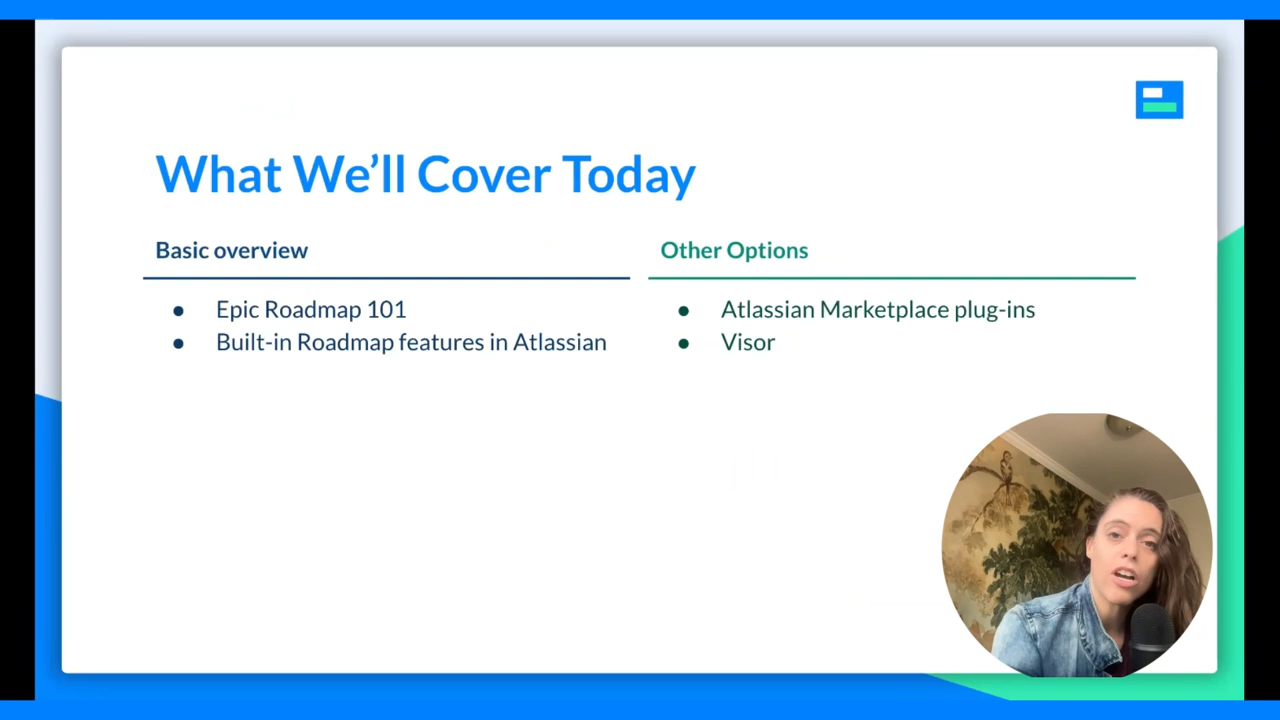 What We’ll Cover Today
Basic overview
● Epic Roadmap 101
● Built-in Roadmap features in Atlassian
Other Options
● Atlassian Marketplace plug-ins
● Visor